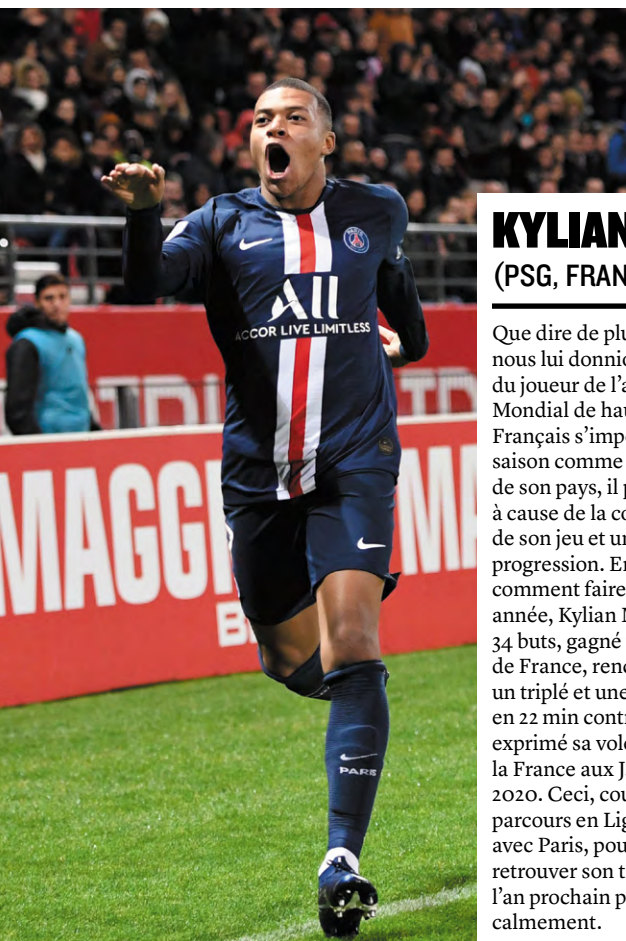 KYLIAN
(PSG, FRAN
Que dire de plu
nous lui donnio
du joueur de l'a
Mondial de hau
Français s'impo
saison comme
de son pays, il p
à cause de la co
de son jeu et un
progression. En
comment faire
année, Kylian M
34 buts, gagné
de France, renc
un triplé et une
en 22 min contr
exprimé sa volo
la France aux J
2020. Ceci, cou
parcours en Lig
avec Paris, pou
retrouver son t
l'an prochain p
calmement.
ALL
ACCOR LIVE LIMITLESS
PARIS
MAGGI
MA